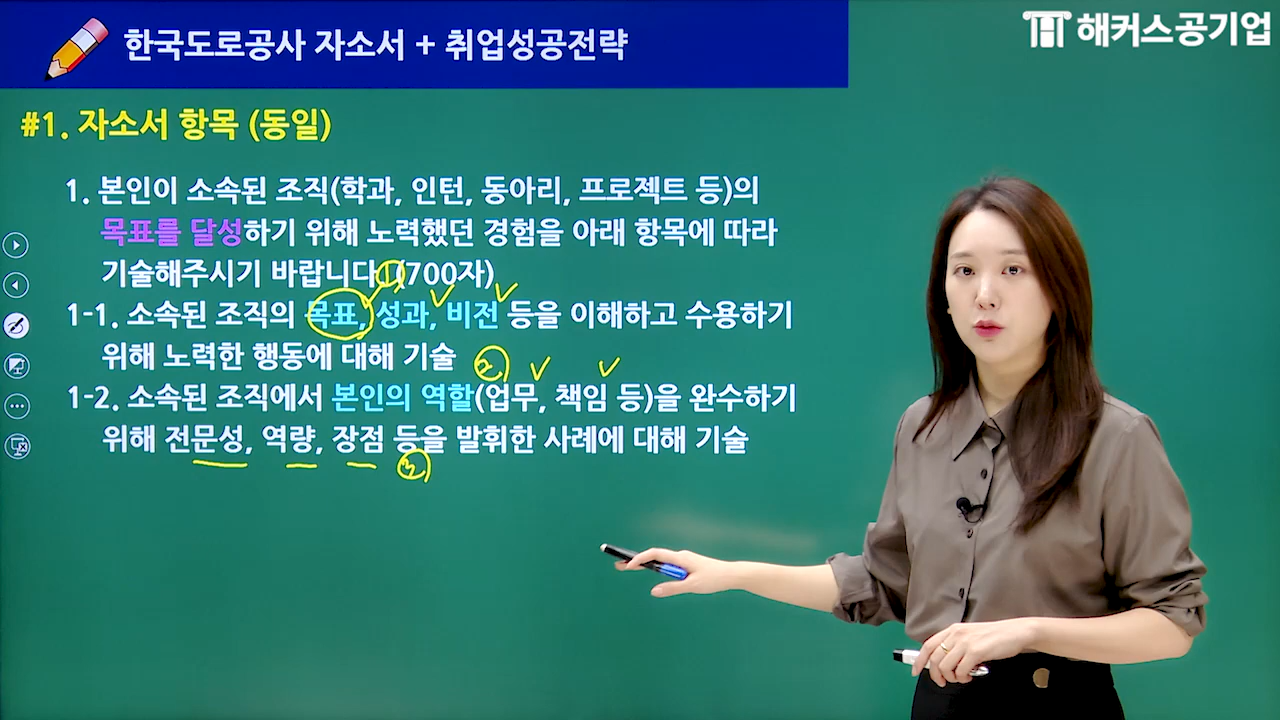 한국도로공사 자소서 + 취업성공전략
해커스공기업
#1. 자소서 항목 (동일)
1. 본인이 소속된 조직(학과, 인턴, 동아리, 프로젝트 등)의
목표를 달성하기 위해 노력했던 경험을 아래 항목에 따라
기술해주시기 바랍니다. (700자)
1-1. 소속된 조직의 목표, 성과, 비전 등을 이해하고 수용하기
위해 노력한 행동에 대해 기술
1-2. 소속된 조직에서 본인의 역할(업무, 책임 등)을 완수하기
위해 전문성, 역량, 장점 등을 발휘한 사례에 대해 기술